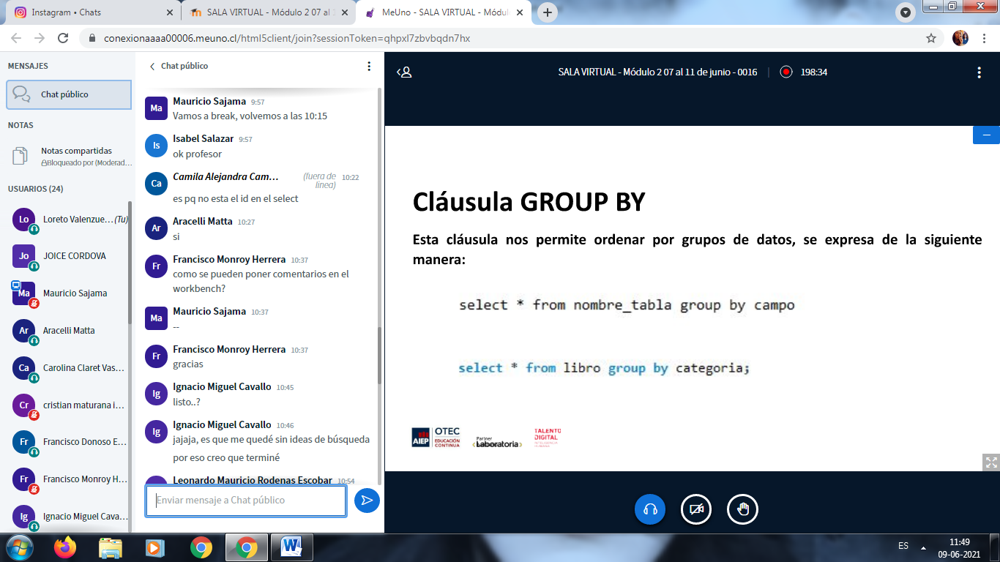 Instagram • Chats
SALA VIRTUAL - Módulo 2 07 al 1
MeUno - SALA VIRTUAL - Módul
conexionaaaa00006.meuno.cl/html5client/join?sessionToken=qhpxl7zbvbqdn7hx
MENSAJES
Chat público
NOTAS
Notas compartidas
Bloqueado por (Moderad...
USUARIOS (24)
Lo Loreto Valenzue... (Tu)
Jo JOICE CORDOVA
Ma Mauricio Sajama
Ar Aracelli Matta
Ca Carolina Claret Vas...
Cr cristian maturana i...
Fr Francisco Donoso E...
Fr Francisco Monroy H...
Ig Ignacio Miguel Cava...
Chat público
Ma Mauricio Sajama 9:57
Vamos a break, volvemos a las 10:15
Is Isabel Salazar 9:57
ok profesor
Ca Camila Alejandra Cam... (fuera de línea) 10:22
es pq no esta el id en el select
Ar Aracelli Matta 10:27
si
Fr Francisco Monroy Herrera 10:37
como se pueden poner comentarios en el
workbench?
Ma Mauricio Sajama 10:37
--
Fr Francisco Monroy Herrera 10:37
gracias
Ig Ignacio Miguel Cavallo 10:45
listo..?
Ig Ignacio Miguel Cavallo 10:46
jajaja, es que me quedé sin ideas de búsqueda
por eso creo que terminé
Leonardo Mauricio Rodenas Escobar 10:54
Enviar mensaje a Chat público
SALA VIRTUAL - Módulo 2 07 al 11 de junio - 0016 | 198:34
Cláusula GROUP BY
Esta cláusula nos permite ordenar por grupos de datos, se expresa de la siguiente
manera:
select * from nombre_tabla group by campo
select * from libro group by categoria;
AIEP
OTEC
EDUCACIÓN
CONTINUA
Partner
Laboratoria
TALENTO
DIGITAL
ES
11:49
09-06-2021